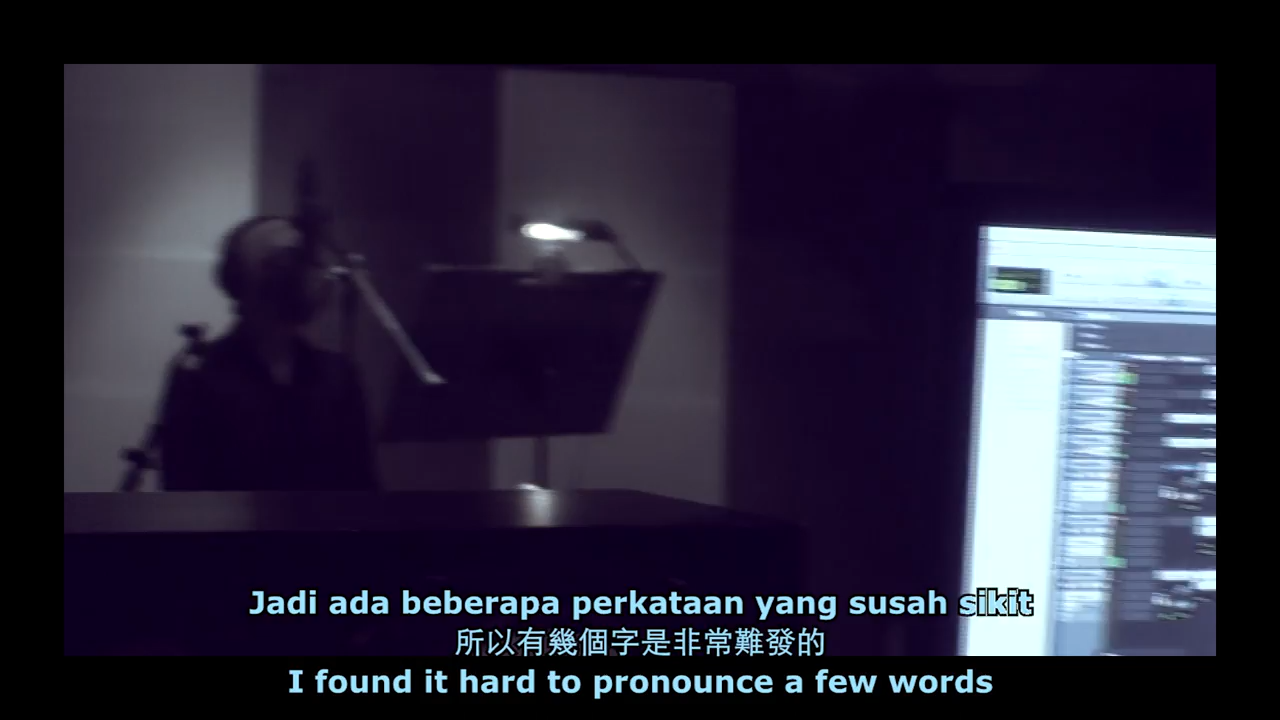 Jadi ada beberapa perkataan yang susah sikit
所以有幾個字是非常難發的
I found it hard to pronounce a few words